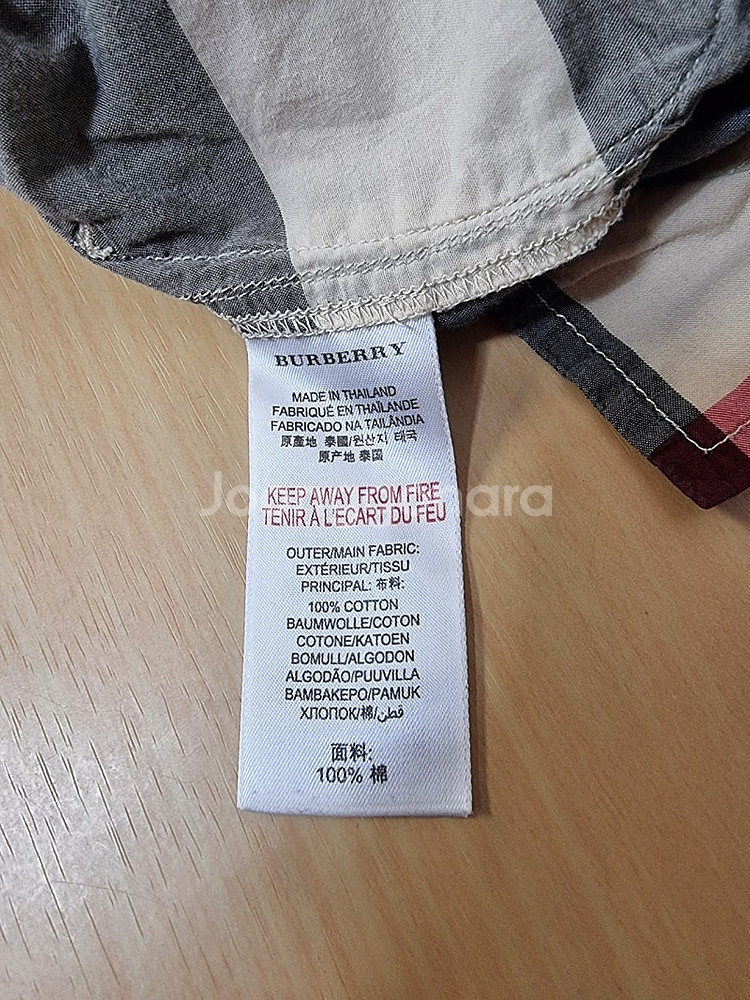 BURBERRY
MADE IN THAILAND
FABRIQUÉ EN THAÏLANDE
FABRICADO NA TAILÂNDIA
原產地 泰國/원산지 태국
原产地 泰国
KEEP AWAY FROM FIRE
TENIR À L'ECART DU FEU
OUTER/MAIN FABRIC:
EXTÉRIEUR/TISSU
PRINCIPAL: 布料:
100% COTTON
BAUMWOLLE/COTON
COTONE/KATOEN
BOMULL/ALGODON
ALGODÃO/PUUVILLA
BAMBAKEPO/PAMUK
ХЛОПОК/棉/قطن
面料:
100% 棉